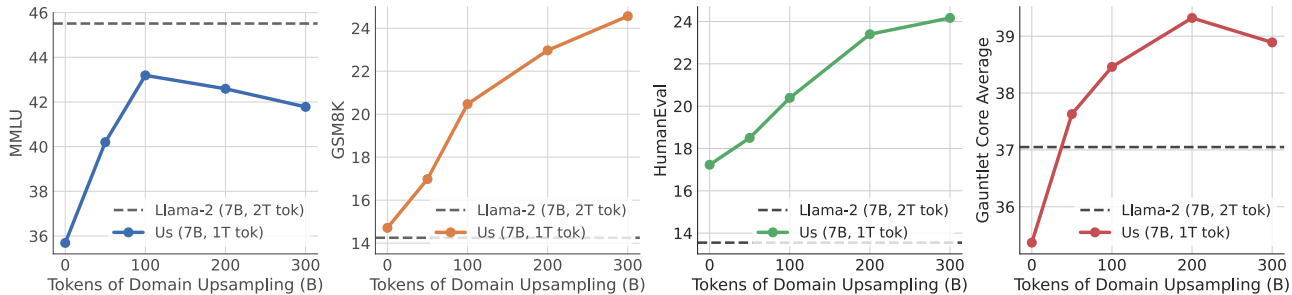 MMLU
46
44
42
40
38
36
0
100
200
300
Tokens of Domain Upsampling (B)
Llama-2 (7B, 2T tok)
Us (7B, 1T tok)
GSM8K
24
22
20
18
16
14
0
100
200
300
Tokens of Domain Upsampling (B)
Llama-2 (7B, 2T tok)
Us (7B, 1T tok)
HumanEval
24
22
20
18
16
14
0
100
200
300
Tokens of Domain Upsampling (B)
Llama-2 (7B, 2T tok)
Us (7B, 1T tok)
Gauntlet Core Average
39
38
37
36
0
100
200
300
Tokens of Domain Upsampling (B)
Llama-2 (7B, 2T tok)
Us (7B, 1T tok)